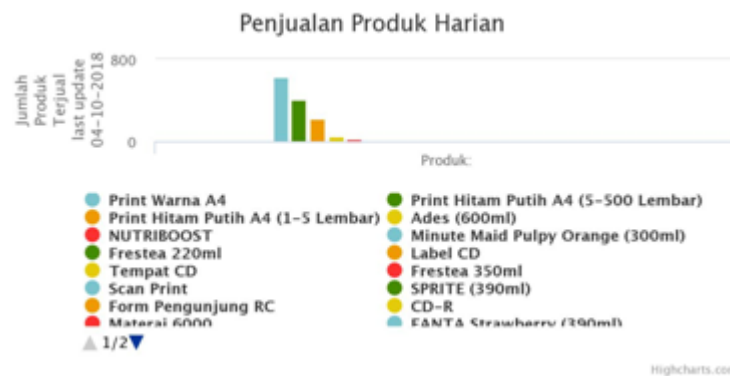 Penjualan Produk Harian
Jumlah
Produk
Terjual
last update
04-10-2018
800
0
Produk:
Print Warna A4
Print Hitam Putih A4 (5-500 Lembar)
Print Hitam Putih A4 (1-5 Lembar)
Ades (600ml)
NUTRIBOOST
Minute Maid Pulpy Orange (300ml)
Frestea 220ml
Label CD
Tempat CD
Frestea 350ml
Scan Print
SPRITE (390ml)
Form Pengunjung RC
CD-R
Materai 6000
FANTA Strawberry (390ml)
1/2
Highcharts.com